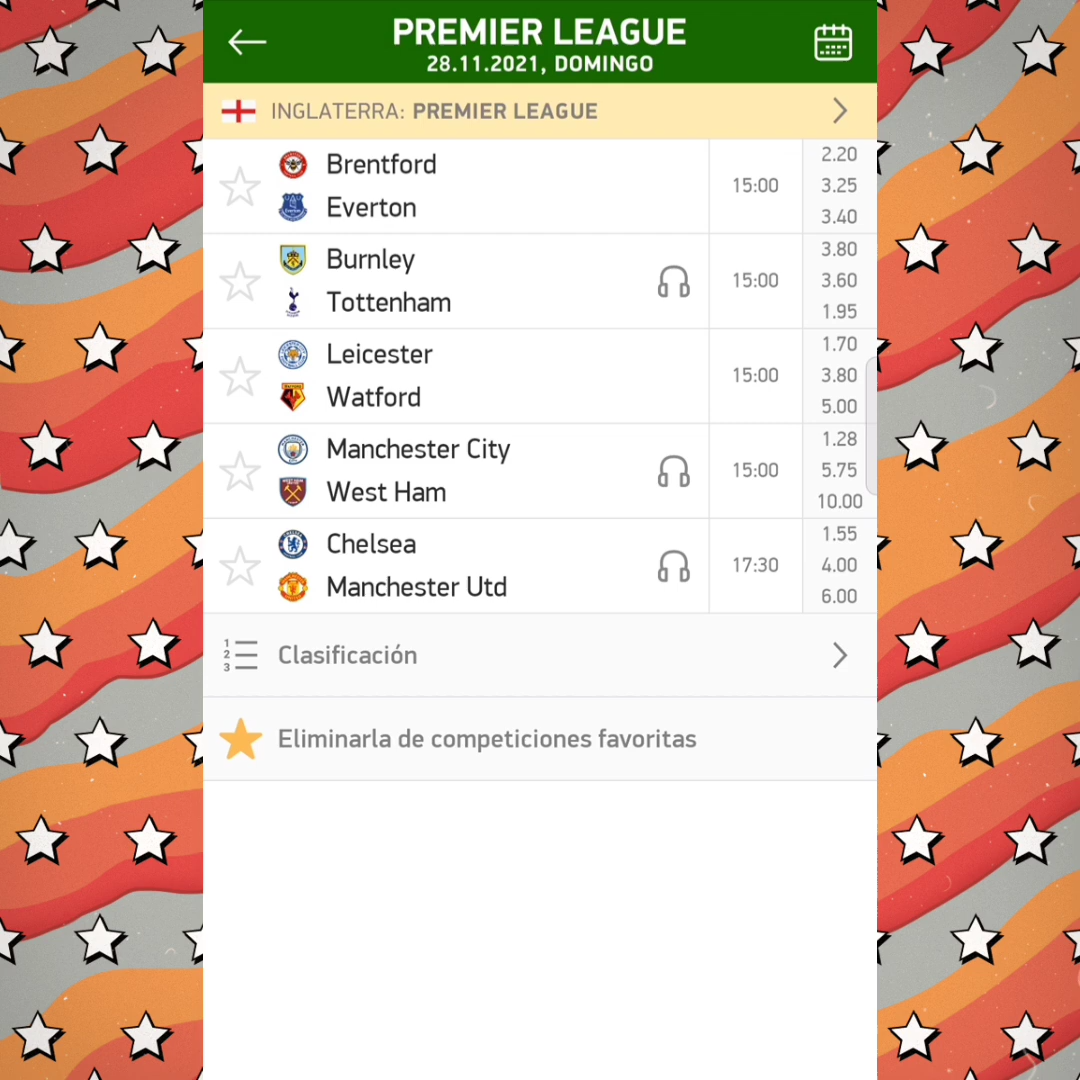 PREMIER LEAGUE
28.11.2021, DOMINGO
INGLATERRA: PREMIER LEAGUE
Brentford
Everton
15:00
2.20
3.25
3.40
Burnley
Tottenham
15:00
3.80
3.60
1.95
Leicester
Watford
15:00
1.70
3.80
5.00
Manchester City
West Ham
15:00
1.28
5.75
10.00
Chelsea
Manchester Utd
17:30
1.55
4.00
6.00
1
2
3
Clasificación
Eliminarla de competiciones favoritas